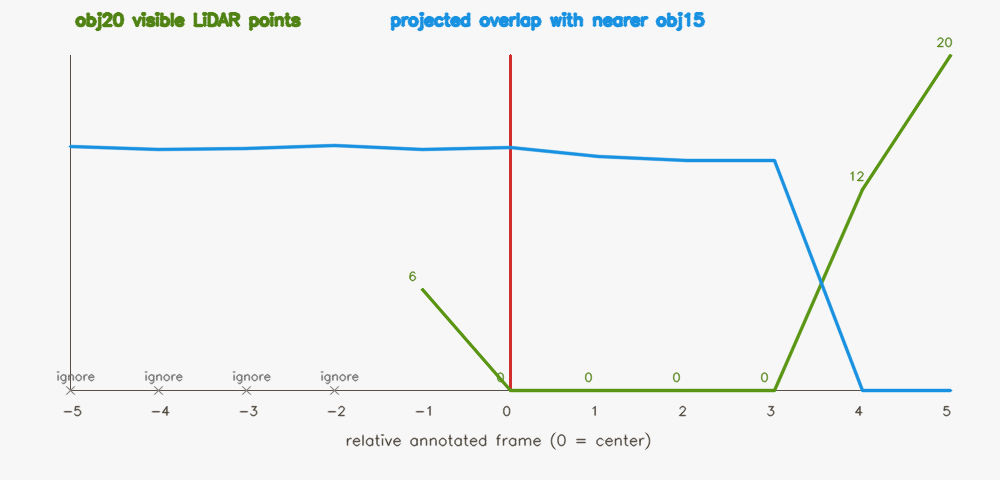 obj20 visible LiDAR points projected overlap with nearer obj15
20
12
6
ignore ignore ignore ignore 0 0 0 0
−5 −4 −3 −2 −1 0 1 2 3 4 5
relative annotated frame (0 = center)